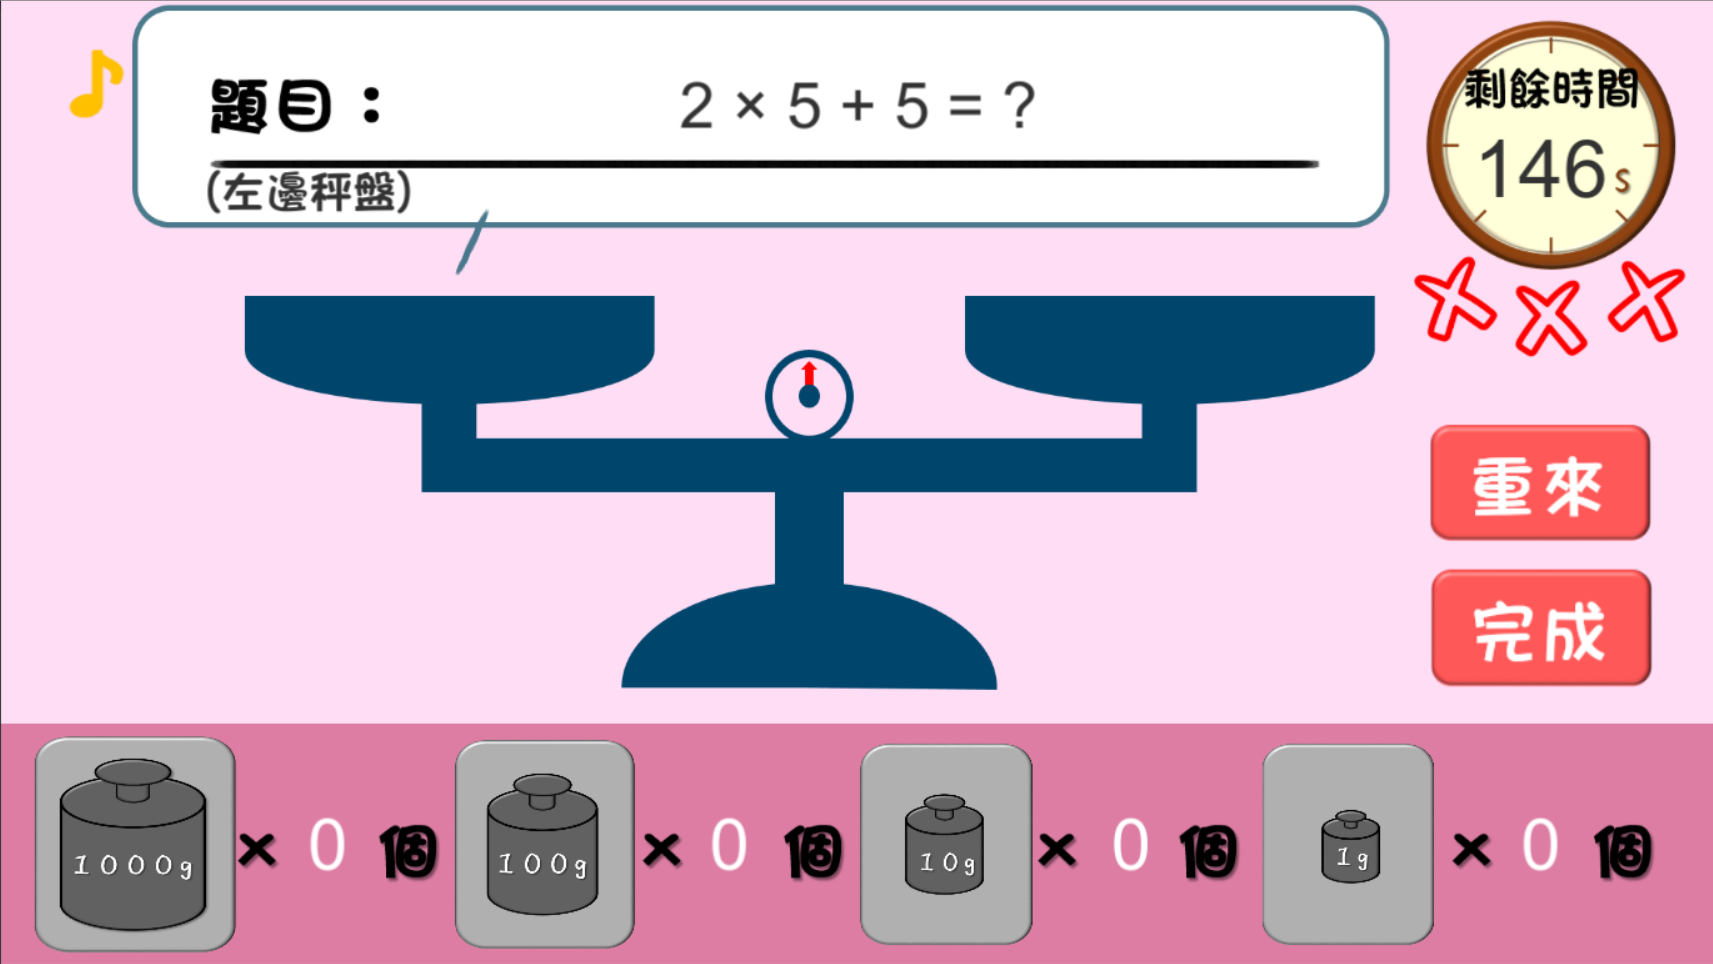 題目： 2 × 5 + 5 = ?
(左邊秤盤)
剩餘時間
146 s
重來
完成
1000g × 0 個 100g × 0 個 10g × 0 個 1g × 0 個